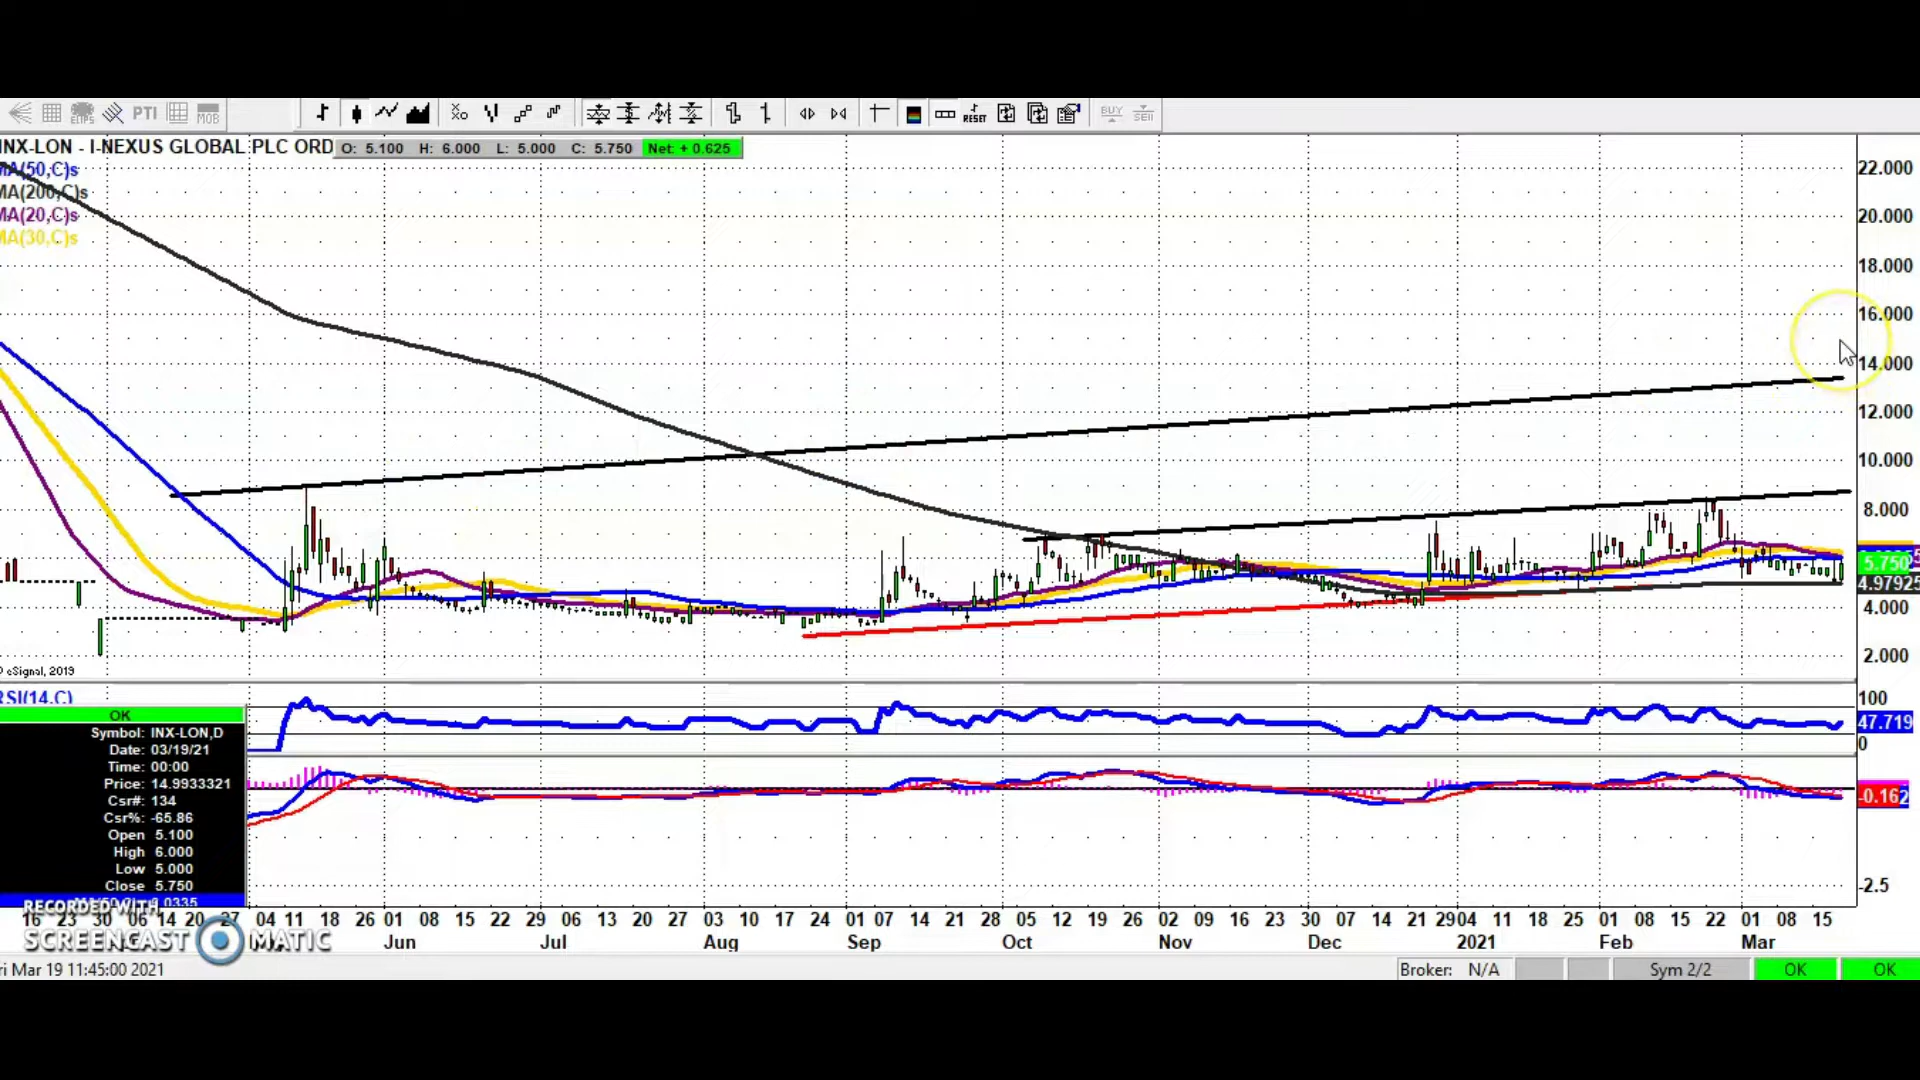 PTI MOB RESET BUY SELL
INX-LON - I-NEXUS GLOBAL PLC ORD O: 5.100 H: 6.000 L: 5.000 C: 5.750 Net: + 0.625
MA(50,C)s
MA(200,C)s
MA(20,C)s
MA(30,C)s
22.000
20.000
18.000
16.000
14.000
12.000
10.000
8.000
5.750
4.97925
4.000
2.000
© eSignal, 2019
RSI(14,C)
100
47.719
0
-0.162
-2.5
OK
Symbol: INX-LON,D
Date: 03/19/21
Time: 00:00
Price: 14.9933321
Csr#: 134
Csr%: -65.86
Open 5.100
High 6.000
Low 5.000
Close 5.750
RECORDED WITH
SCREENCAST MATIC
16 23 30 06 14 20 27 04 11 18 26 01 08 15 22 29 06 13 20 27 03 10 17 24 01 07 14 21 28 05 12 19 26 02 09 16 23 30 07 14 21 29 04 11 18 25 01 08 15 22 01 08 15
Jun Jul Aug Sep Oct Nov Dec 2021 Feb Mar
ri Mar 19 11:45:00 2021 Broker: N/A Sym 2/2 OK OK